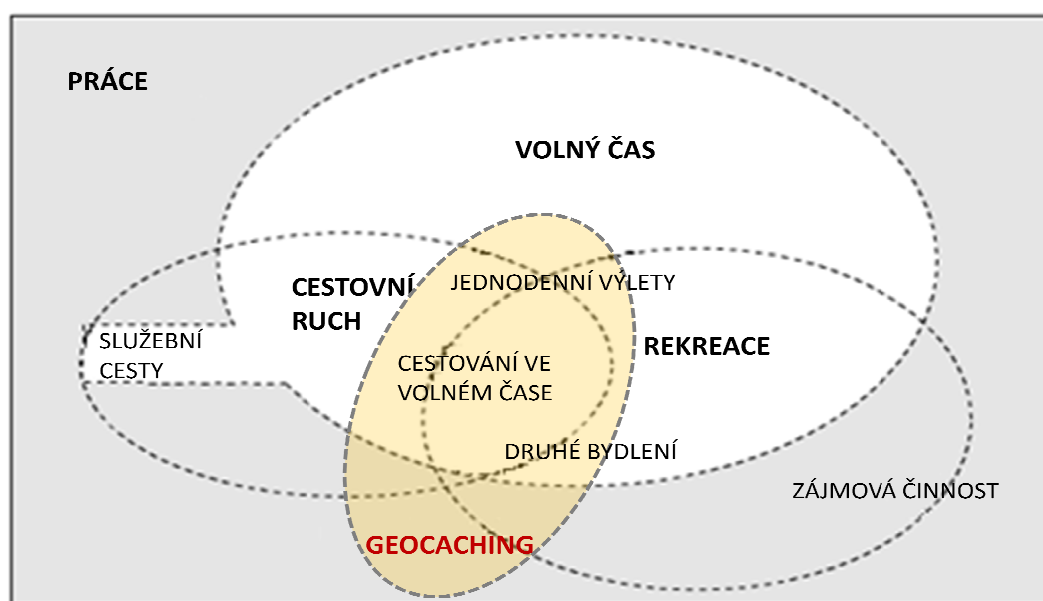 PRÁCE
VOLNÝ ČAS
CESTOVNÍ
RUCH
JEDNODENNÍ VÝLETY
SLUŽEBNÍ
CESTY
REKREACE
CESTOVÁNÍ VE
VOLNÉM ČASE
DRUHÉ BYDLENÍ
ZÁJMOVÁ ČINNOST
GEOCACHING